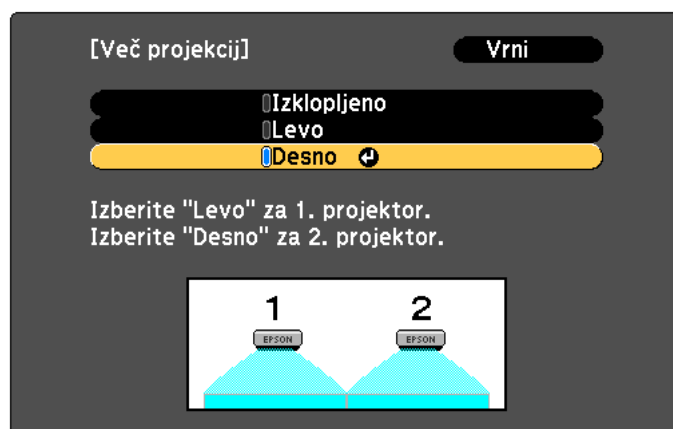 [Več projekcij] Vrni
Izklopljeno
Levo
Desno
Izberite "Levo" za 1. projektor.
Izberite "Desno" za 2. projektor.
1 2
EPSON EPSON